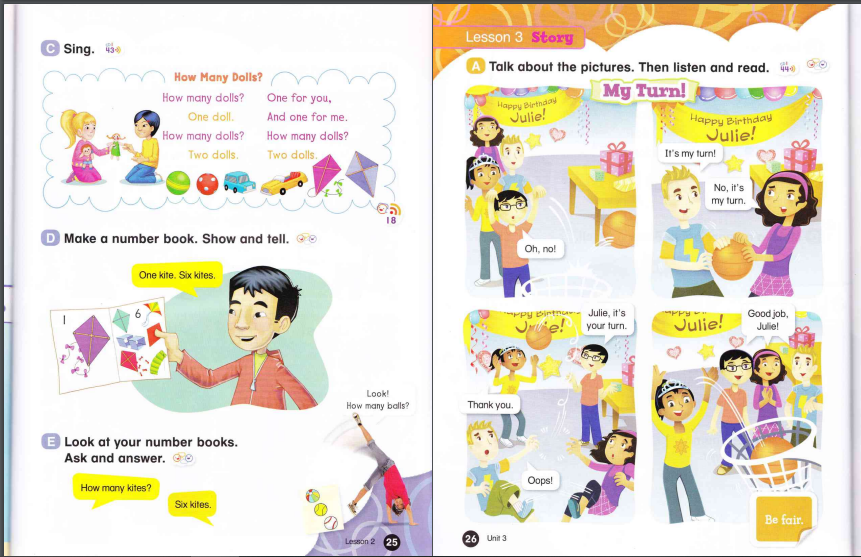 C Sing.
43
How Many Dolls?
How many dolls?
One doll.
How many dolls?
Two dolls.
One for you,
And one for me.
How many dolls?
Two dolls.
18
D Make a number book. Show and tell.
One kite. Six kites.
1
6
E Look at your number books.
Ask and answer.
How many kites?
Six kites.
Look!
How many balls?
Lesson 2 25
Lesson 3 Story
A Talk about the pictures. Then listen and read.
44
My Turn!
Happy Birthday
Julie!
Oh, no!
Happy Birthday
Julie!
It's my turn!
No, it's
my turn.
Julie!
Julie, it's
your turn.
Thank you.
Oops!
Julie!
Good job,
Julie!
Be fair.
26 Unit 3